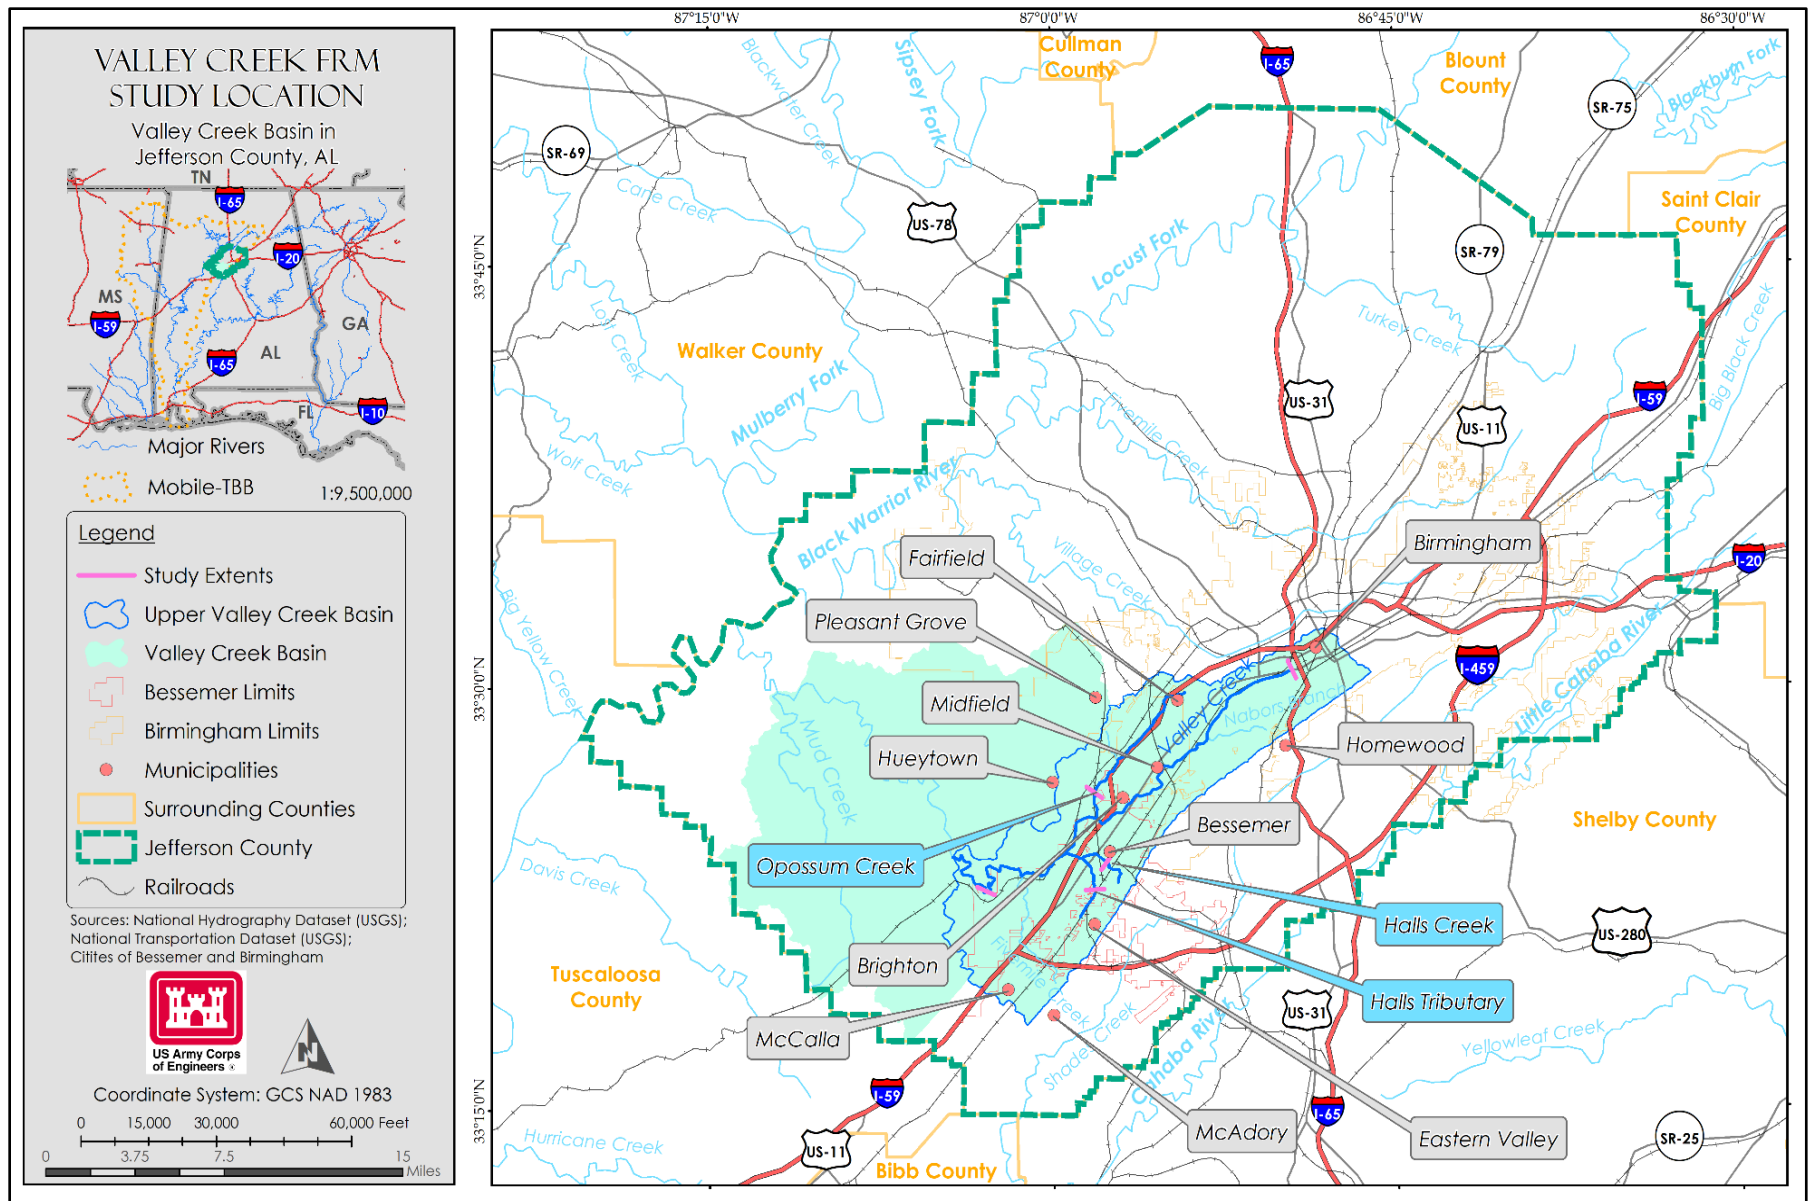 VALLEY CREEK FRM
STUDY LOCATION
Valley Creek Basin in
Jefferson County, AL
TN
I-65
I-20
MS
I-59
GA
AL
I-65
FL
I-10
Major Rivers
Mobile-TBB
1:9,500,000
Legend
Study Extents
Upper Valley Creek Basin
Valley Creek Basin
Bessemer Limits
Birmingham Limits
Municipalities
Surrounding Counties
Jefferson County
Railroads
Sources: National Hydrography Dataset (USGS);
National Transportation Dataset (USGS);
Citites of Bessemer and Birmingham
US Army Corps
of Engineers ®
N
Coordinate System: GCS NAD 1983
0 15,000 30,000 60,000 Feet
0 3.75 7.5 15
Miles
87°15'0"W
87°0'0"W
86°45'0"W
86°30'0"W
33°45'0"N
33°30'0"N
33°15'0"N
Cullman
County
Blount
County
I-65
SR-75
Blackburn Fork
Blackwater Creek
Sipsey Fork
SR-69
Cane Creek
US-78
Saint Clair
County
SR-79
Locust Fork
Lost Creek
Turkey Creek
Big Black Creek
Walker County
Mulberry Fork
US-31
I-59
US-11
Fivemile Creek
Wolf Creek
Black Warrior River
Village Creek
Fairfield
Birmingham
I-20
Big Yellow Creek
Pleasant Grove
I-459
Little Cahaba River
Valley Creek
Nabors Branch
Midfield
Mud Creek
Hueytown
Homewood
Shelby County
Bessemer
Opossum Creek
Davis Creek
Halls Creek
US-280
Brighton
Tuscaloosa
County
Fivemile Creek
Halls Tributary
US-31
McCalla
Shades Creek
Cahaba River
Yellowleaf Creek
I-59
I-65
McAdory
Eastern Valley
SR-25
Hurricane Creek
US-11
Bibb County